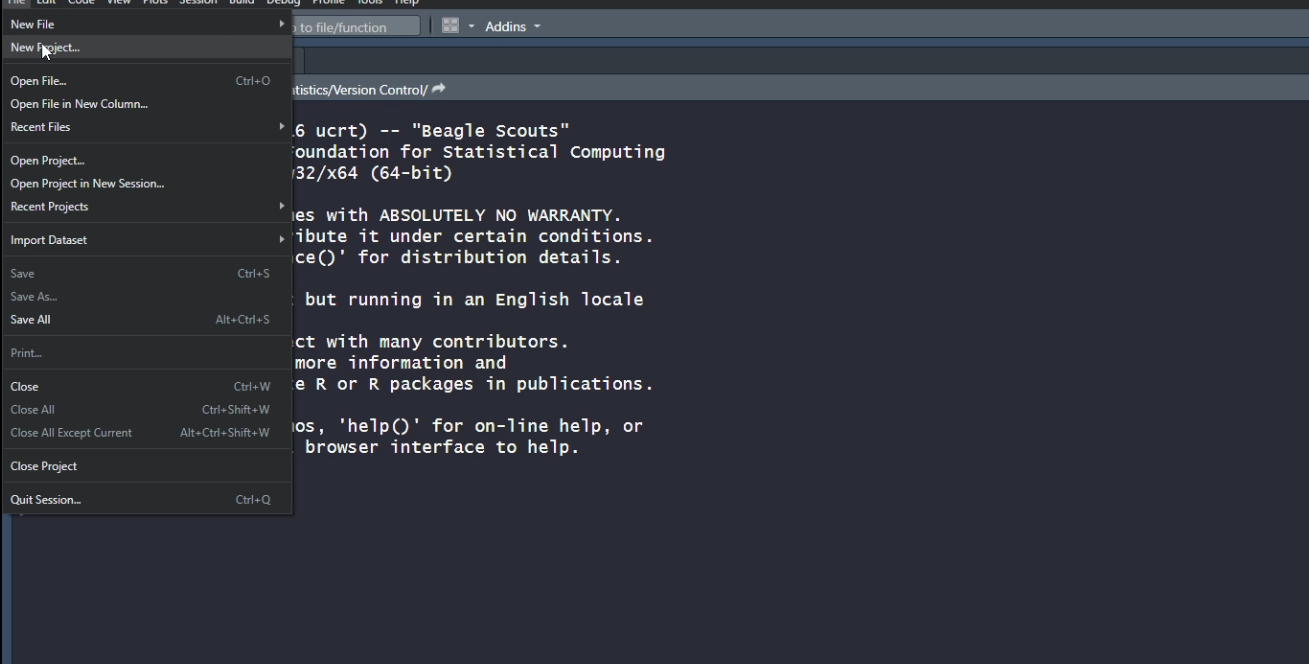 File Edit Code View Plots Session Build Debug Profile Tools Help
to file/function Addins
New File
New Project...
Open File... Ctrl+O
Open File in New Column...
Recent Files
Open Project...
Open Project in New Session...
Recent Projects
Import Dataset
Save Ctrl+S
Save As...
Save All Alt+Ctrl+S
Print...
Close Ctrl+W
Close All Ctrl+Shift+W
Close All Except Current Alt+Ctrl+Shift+W
Close Project
Quit Session... Ctrl+Q
tistics/Version Control/
6 ucrt) -- "Beagle Scouts"
oundation for Statistical Computing
32/x64 (64-bit)
es with ABSOLUTELY NO WARRANTY.
ibute it under certain conditions.
ce()' for distribution details.
but running in an English locale
ct with many contributors.
more information and
e R or R packages in publications.
os, 'help()' for on-line help, or
browser interface to help.